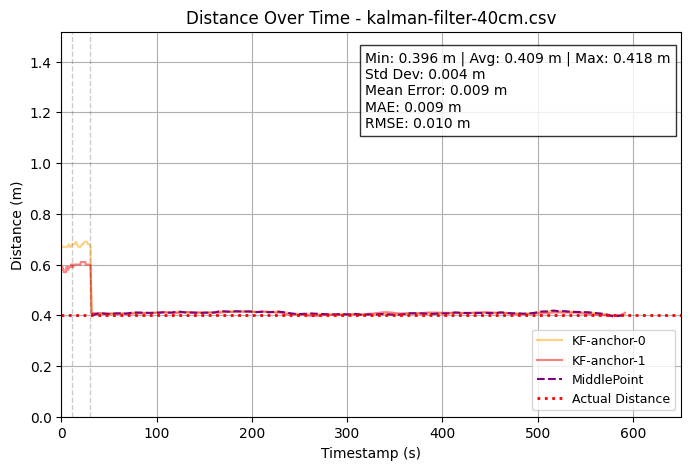 Distance Over Time - kalman-filter-40cm.csv
Min: 0.396 m | Avg: 0.409 m | Max: 0.418 m
Std Dev: 0.004 m
Mean Error: 0.009 m
MAE: 0.009 m
RMSE: 0.010 m
Distance (m)
1.4
1.2
1.0
0.8
0.6
0.4
0.2
0.0
KF-anchor-0
KF-anchor-1
MiddlePoint
Actual Distance
0 100 200 300 400 500 600
Timestamp (s)